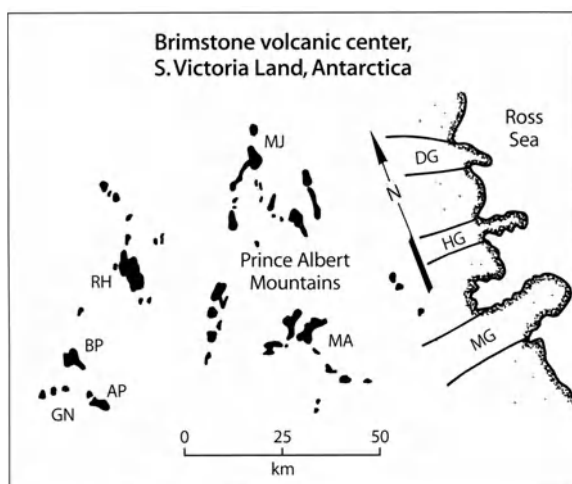 Brimstone volcanic center,
S. Victoria Land, Antarctica
Ross
Sea
MJ
DG
N
HG
Prince Albert
Mountains
RH
MG
BP
MA
AP
GN
0 25 50
km